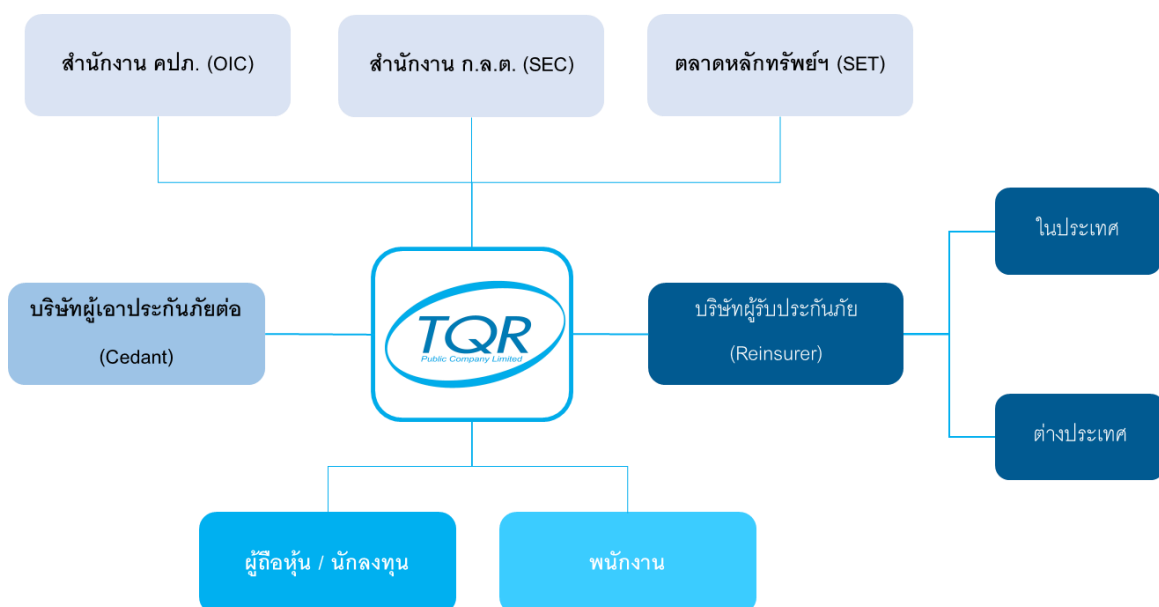 สำนักงาน คปภ. (OIC)
สำนักงาน ก.ล.ต. (SEC)
ตลาดหลักทรัพย์ฯ (SET)
ในประเทศ
บริษัทผู้เอาประกันภัยต่อ
(Cedant)
TQR
Public Company Limited
บริษัทผู้รับประกันภัย
(Reinsurer)
ต่างประเทศ
ผู้ถือหุ้น / นักลงทุน
พนักงาน